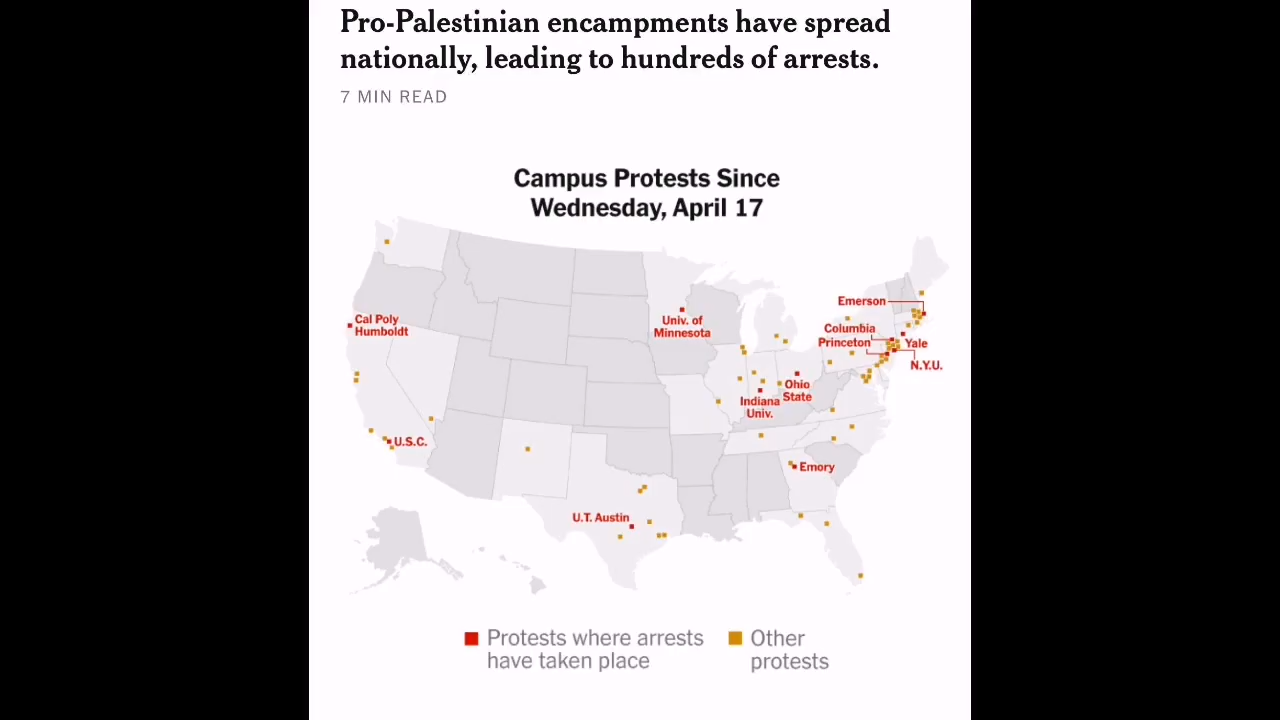 Pro-Palestinian encampments have spread
nationally, leading to hundreds of arrests.
7 MIN READ
Campus Protests Since
Wednesday, April 17
Emerson
Cal Poly
Humboldt
Univ. of
Minnesota
Columbia
Princeton
Yale
N.Y.U.
Ohio
State
Indiana
Univ.
U.S.C.
Emory
U.T. Austin
Protests where arrests
have taken place
Other
protests